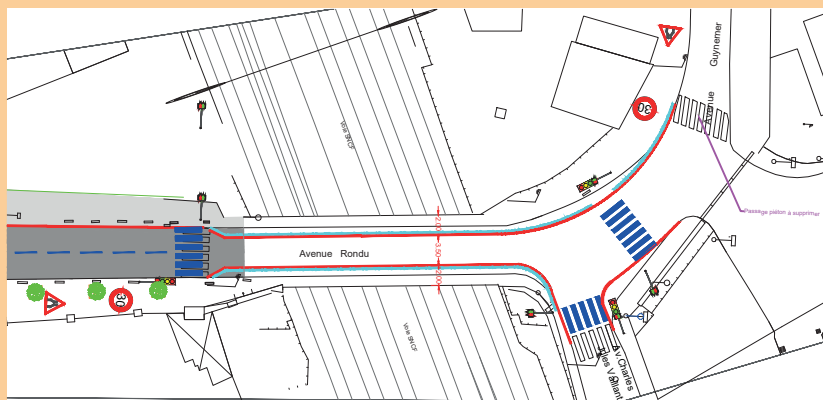 Avenue Guynemer
30
Voie SNCF
Passage piéton à supprimer
2.00
3.50
2.00
Avenue Rondu
30
Voie SNCF
Av. Charles
Jules Vaillant